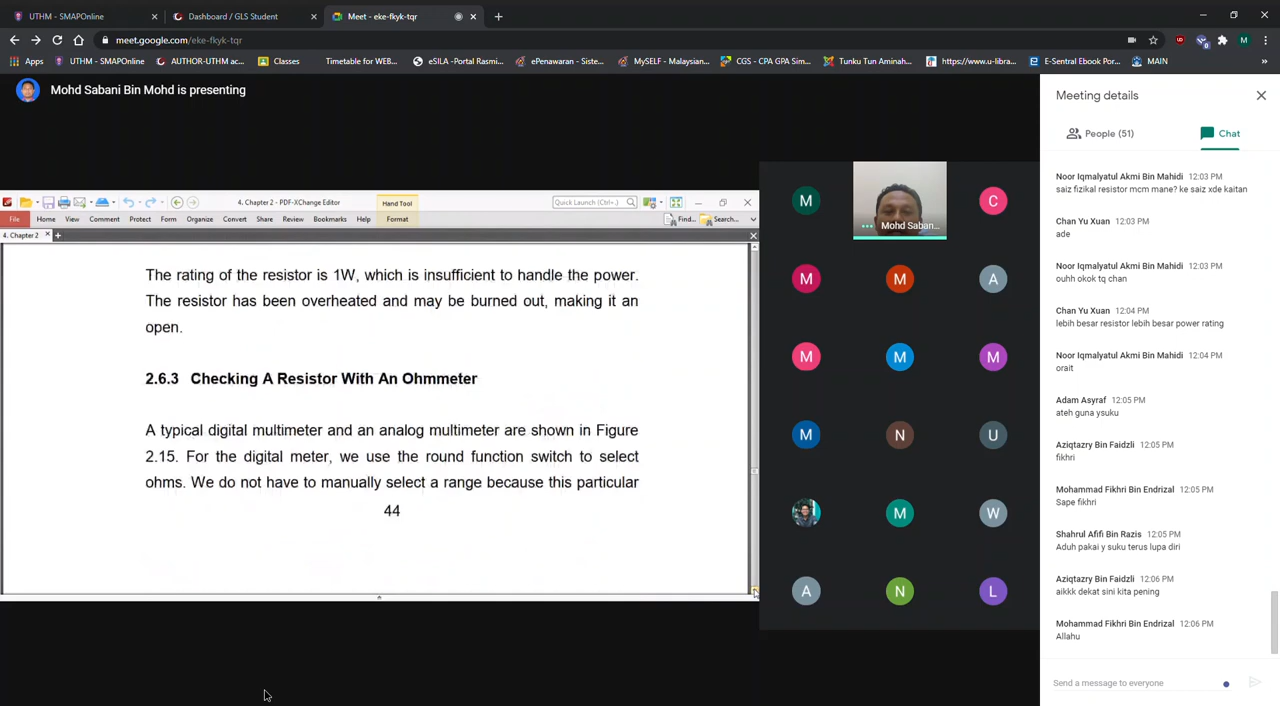 UTHM - SMAPOnline
Dashboard / GLS Student
Meet - eke-fkyk-tqr
meet.google.com/eke-fkyk-tqr
M
Apps
UTHM - SMAPOnline
AUTHOR-UTHM ac...
Classes
Timetable for WEB...
eSILA -Portal Rasmi...
ePenawaran - Siste...
MySELF - Malaysian...
CGS - CPA GPA Sim...
Tunku Tun Aminah...
https://www.u-libra...
E-Sentral Ebook Por...
MAIN
»
Mohd Sabani Bin Mohd is presenting
4. Chapter 2 - PDF-XChange Editor
Hand Tool
Quick Launch (Ctrl+.)
File
Home
View
Comment
Protect
Form
Organize
Convert
Share
Review
Bookmarks
Help
Format
Find...
Search...
4. Chapter 2
The rating of the resistor is 1W, which is insufficient to handle the power.
The resistor has been overheated and may be burned out, making it an
open.
2.6.3 Checking A Resistor With An Ohmmeter
A typical digital multimeter and an analog multimeter are shown in Figure
2.15. For the digital meter, we use the round function switch to select
ohms. We do not have to manually select a range because this particular
44
M
Mohd Saban...
C
M
M
A
M
M
M
M
N
U
M
W
A
N
L
Meeting details
People (51)
Chat
Noor Iqmalyatul Akmi Bin Mahidi 12:03 PM
saiz fizikal resistor mcm mane? ke saiz xde kaitan
Chan Yu Xuan 12:03 PM
ade
Noor Iqmalyatul Akmi Bin Mahidi 12:03 PM
ouhh okok tq chan
Chan Yu Xuan 12:04 PM
lebih besar resistor lebih besar power rating
Noor Iqmalyatul Akmi Bin Mahidi 12:04 PM
orait
Adam Asyraf 12:05 PM
ateh guna ysuku
Aziqtazry Bin Faidzli 12:05 PM
fikhri
Mohammad Fikhri Bin Endrizal 12:05 PM
Sape fikhri
Shahrul Afifi Bin Razis 12:05 PM
Aduh pakai y suku terus lupa diri
Aziqtazry Bin Faidzli 12:06 PM
aikkk dekat sini kita pening
Mohammad Fikhri Bin Endrizal 12:06 PM
Allahu
Send a message to everyone